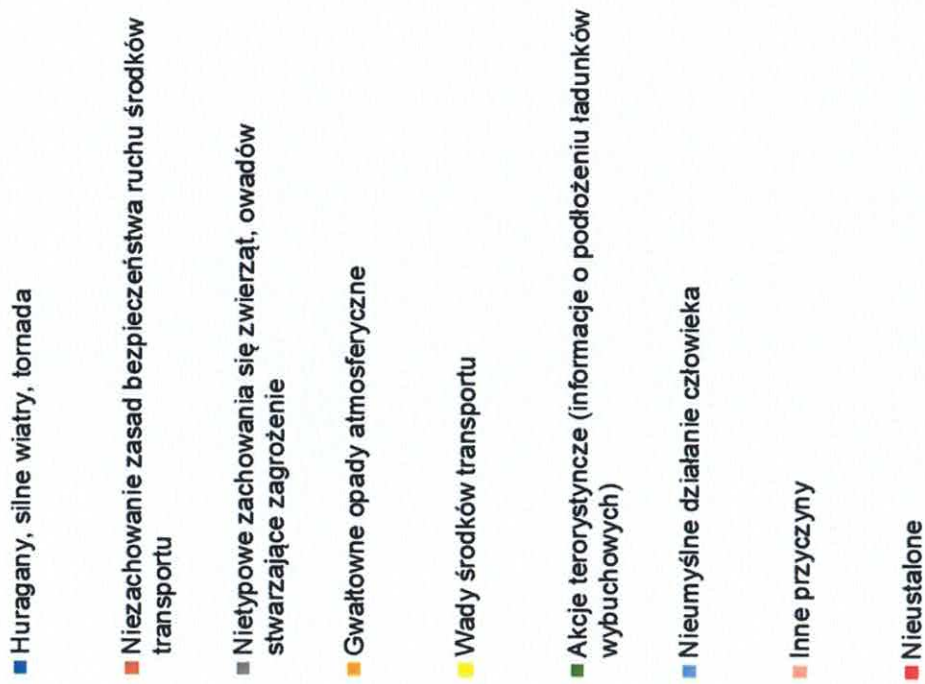 Huragany, silne wiatry, tornada
Niezachowanie zasad bezpieczeństwa ruchu środków
transportu
Nietypowe zachowania się zwierząt, owadów
stwarzające zagrożenie
Gwałtowne opady atmosferyczne
Wady środków transportu
Akcje terorystyczne (informacje o podłożeniu ładunków
wybuchowych)
Nieumyślne działanie człowieka
Inne przyczyny
Nieustalone